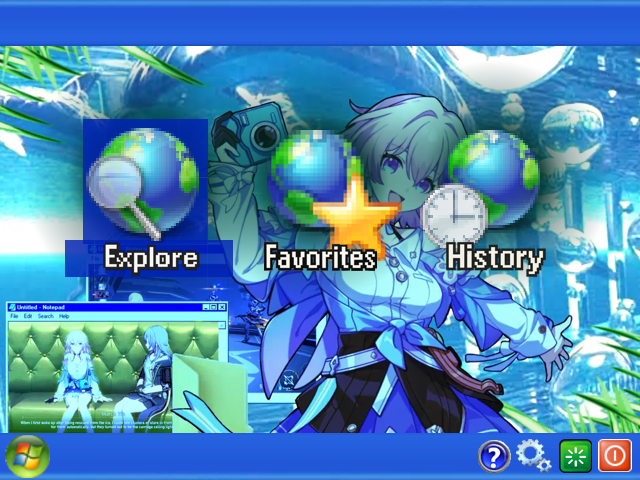 Explore
Favorites
History
Untitled - Notepad
File Edit Search Help
?